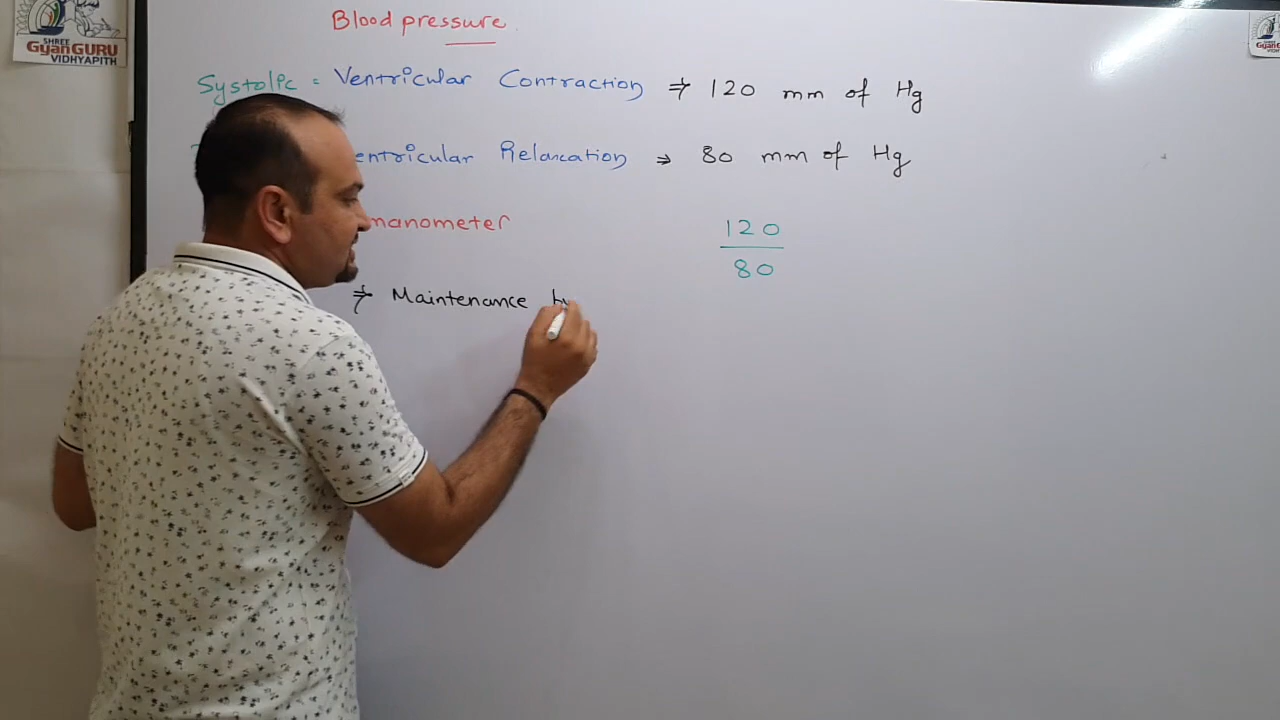 SHREE
GyanGURU
VIDHYAPITH
Blood pressure
Systolic = Ventricular Contraction ⇒ 120 mm of Hg
entricular Relaxation ⇒ 80 mm of Hg
manometer
120
80
⇒ Maintenance by